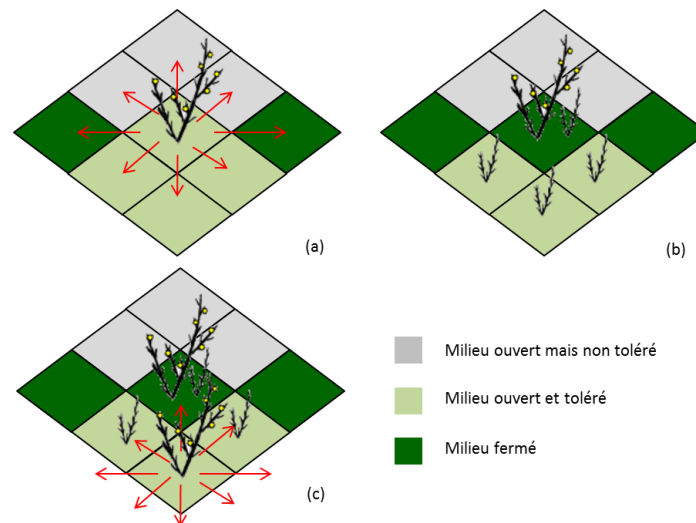 (a)
(b)
(c)
Milieu ouvert mais non toléré
Milieu ouvert et toléré
Milieu fermé